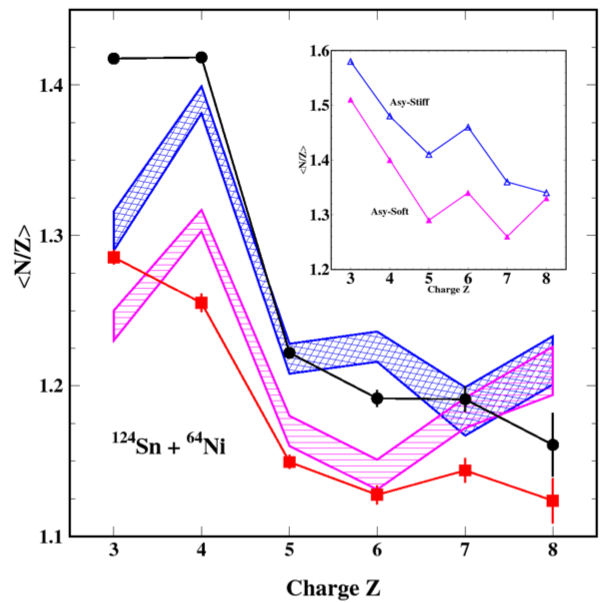 1.4
1.3
1.2
1.1
<N/Z>
3 4 5 6 7 8
Charge Z
124Sn + 64Ni
1.6
1.5
1.4
1.3
1.2
<N/Z>
Asy-Stiff
Asy-Soft
3 4 5 6 7 8
Charge Z